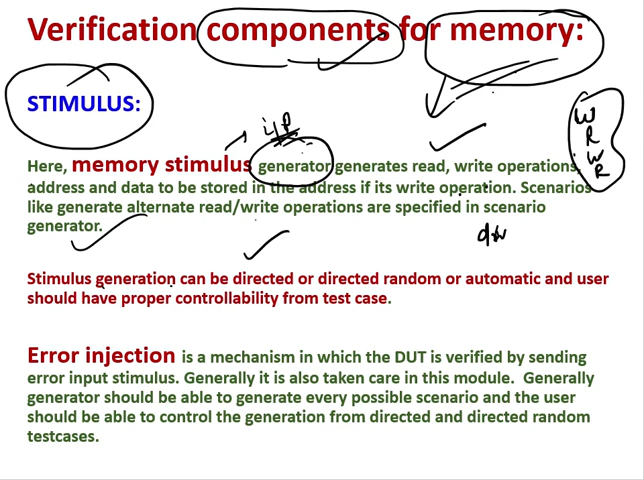 Verification components for memory:
STIMULUS:
i/p
W
R
W
R
Here, memory stimulus generator generates read, write operations,
address and data to be stored in the address if its write operation. Scenarios
like generate alternate read/write operations are specified in scenario
generator.
Stimulus generation can be directed or directed random or automatic and user
should have proper controllability from test case.
Error injection is a mechanism in which the DUT is verified by sending
error input stimulus. Generally it is also taken care in this module.  Generally
generator should be able to generate every possible scenario and the user
should be able to control the generation from directed and directed random
testcases.